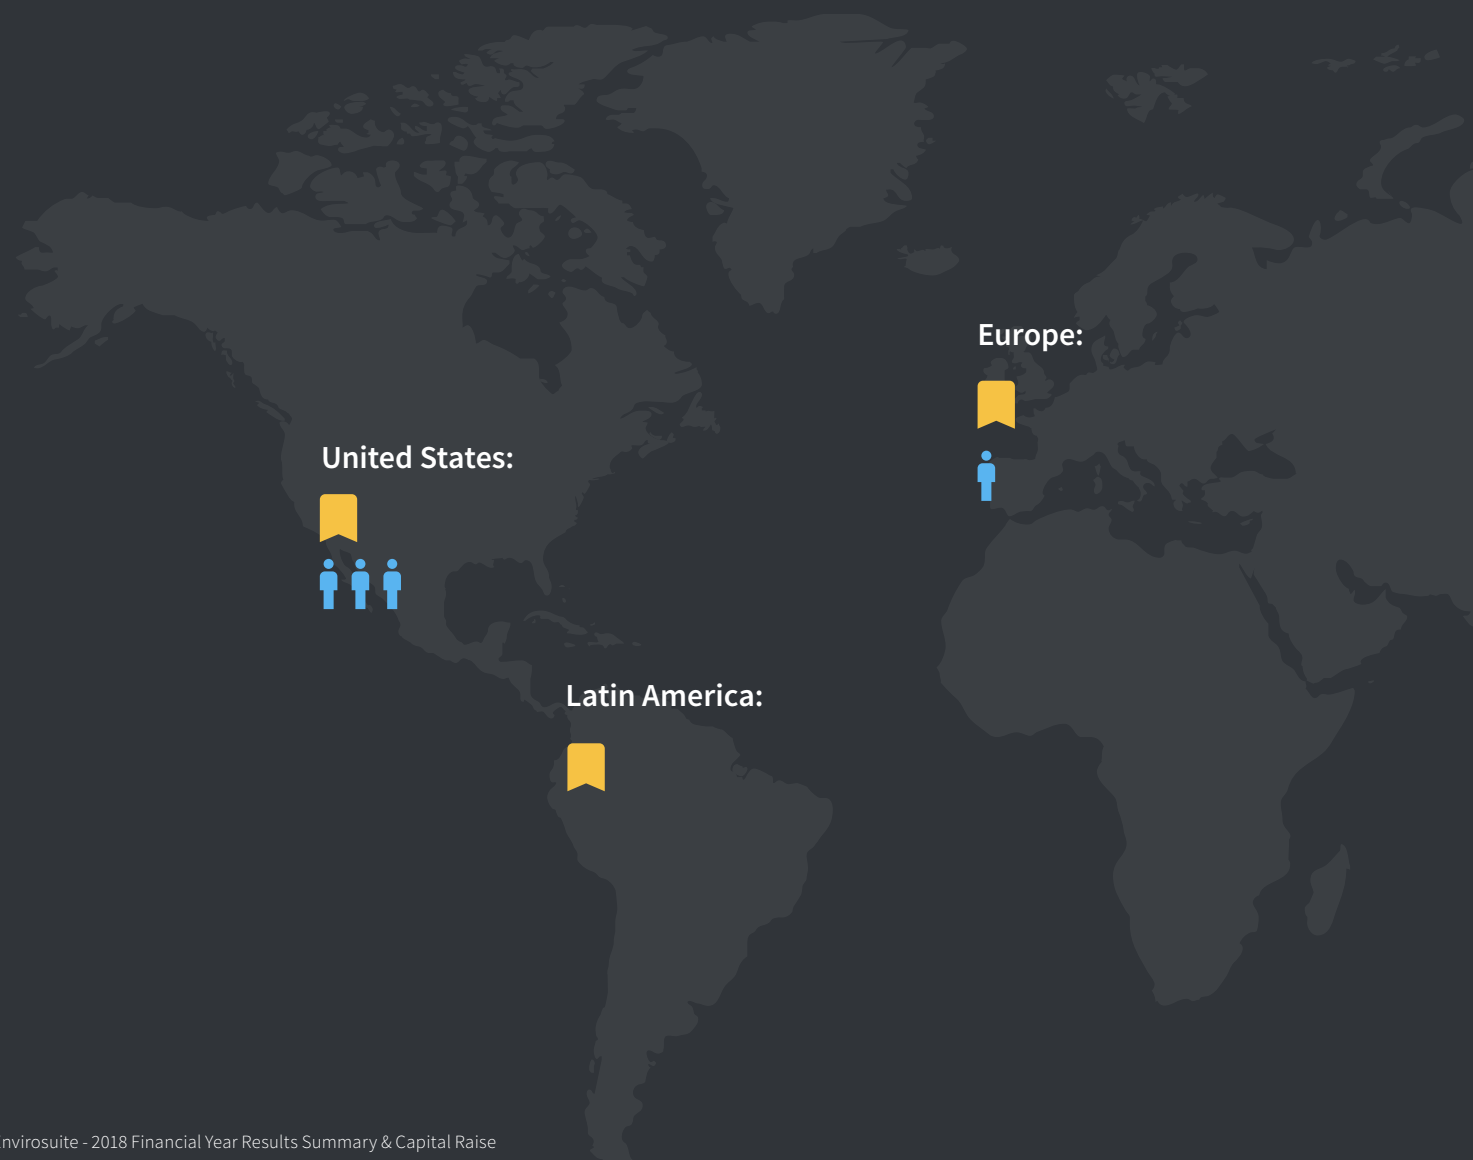 Europe:
United States:
Latin America:
nvirosuite - 2018 Financial Year Results Summary & Capital Raise